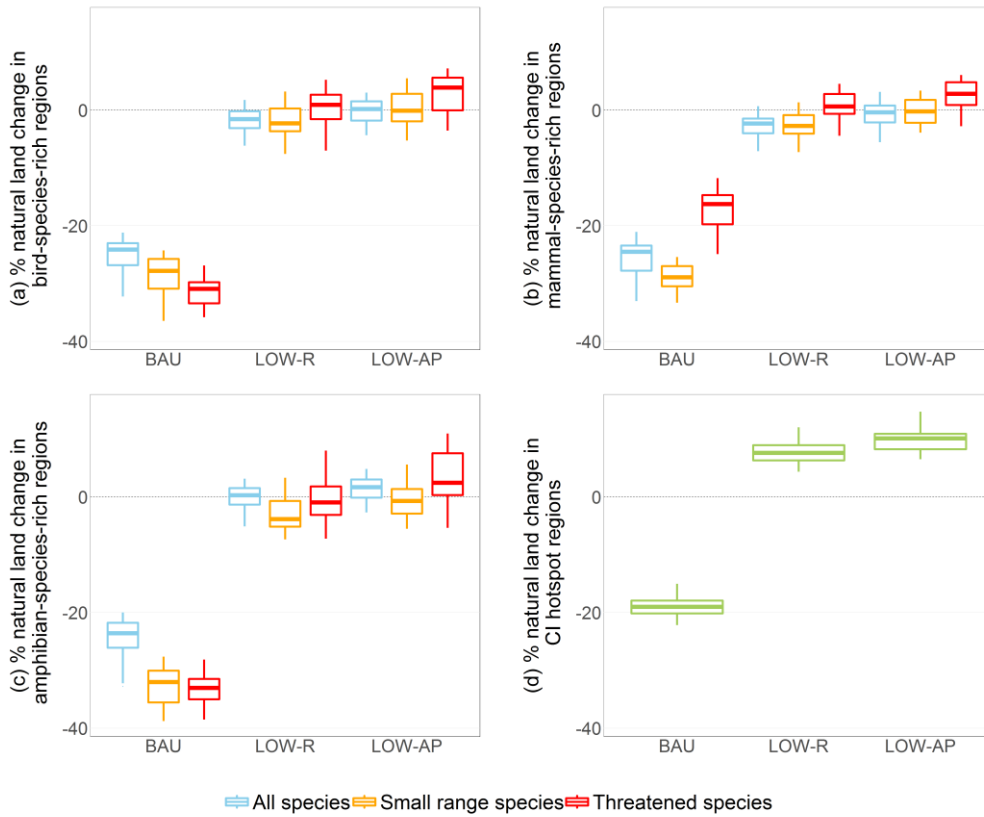 (a) % natural land change in
bird-species-rich regions
0
-20
-40
BAU
LOW-R
LOW-AP
(b) % natural land change in
mammal-species-rich regions
0
-20
-40
BAU
LOW-R
LOW-AP
(c) % natural land change in
amphibian-species-rich regions
0
-20
-40
BAU
LOW-R
LOW-AP
(d) % natural land change in
CI hotspot regions
0
-20
-40
BAU
LOW-R
LOW-AP
All species Small range species Threatened species